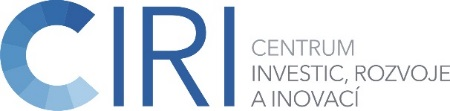 CIRI
CENTRUM
INVESTIC, ROZVOJE
A INOVACÍ